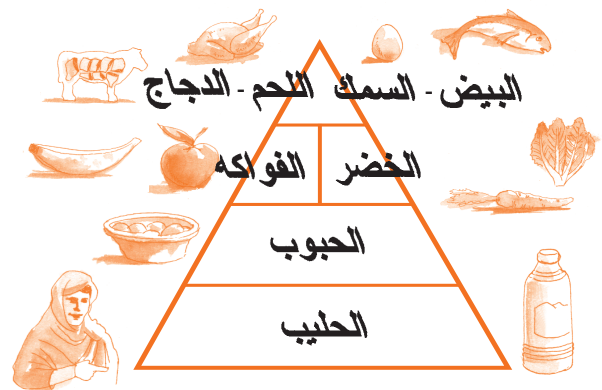 البيض - السمك اللحم - الدجاج
الخضر الفواكه
الحبوب
الحليب